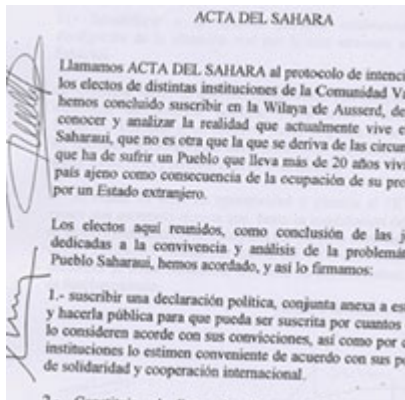 ACTA DEL SAHARA
Llamamos ACTA DEL SAHARA al protocolo de intenci
los electos de distintas instituciones de la Comunidad Va
hemos concluido suscribir en la Wilaya de Ausserd, de
conocer y analizar la realidad que actualmente vive e
Saharaui, que no es otra que la que se deriva de las circun
que ha de sufrir un Pueblo que lleva más de 20 años vivi
país ajeno como consecuencia de la ocupación de su pro
por un Estado extranjero.
Los electos aquí reunidos, como conclusión de las j
dedicadas a la convivencia y análisis de la problemá
Pueblo Saharaui, hemos acordado, y así lo firmamos:
1.- suscribir una declaración política, conjunta anexa a es
y hacerla pública para que pueda ser suscrita por cuantos
lo consideren acorde con sus convicciones, así como por c
instituciones lo estimen conveniente de acuerdo con sus po
de solidaridad y cooperación internacional.